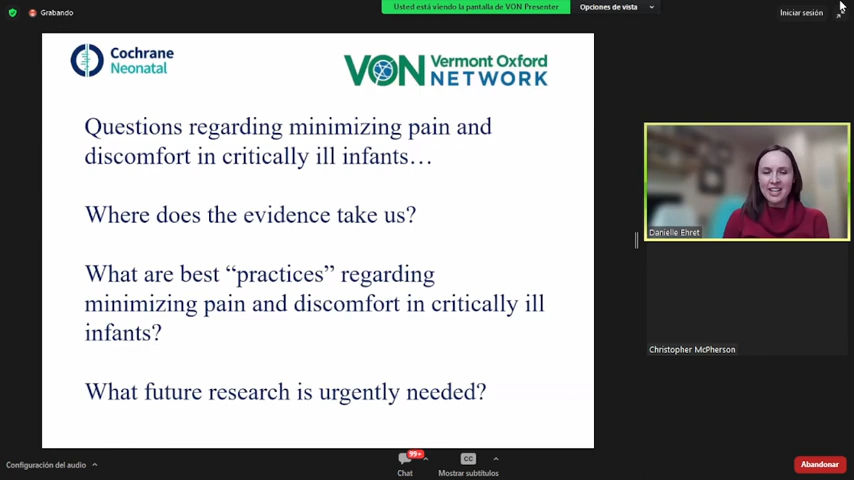 Grabando
Usted está viendo la pantalla de VON Presenter
Opciones de vista
Iniciar sesión
Cochrane
Neonatal
VON Vermont Oxford
NETWORK
Questions regarding minimizing pain and
discomfort in critically ill infants…
Where does the evidence take us?
What are best “practices” regarding
minimizing pain and discomfort in critically ill
infants?
What future research is urgently needed?
Danielle Ehret
Christopher McPherson
Configuración del audio
99+
Chat
CC
Mostrar subtítulos
Abandonar